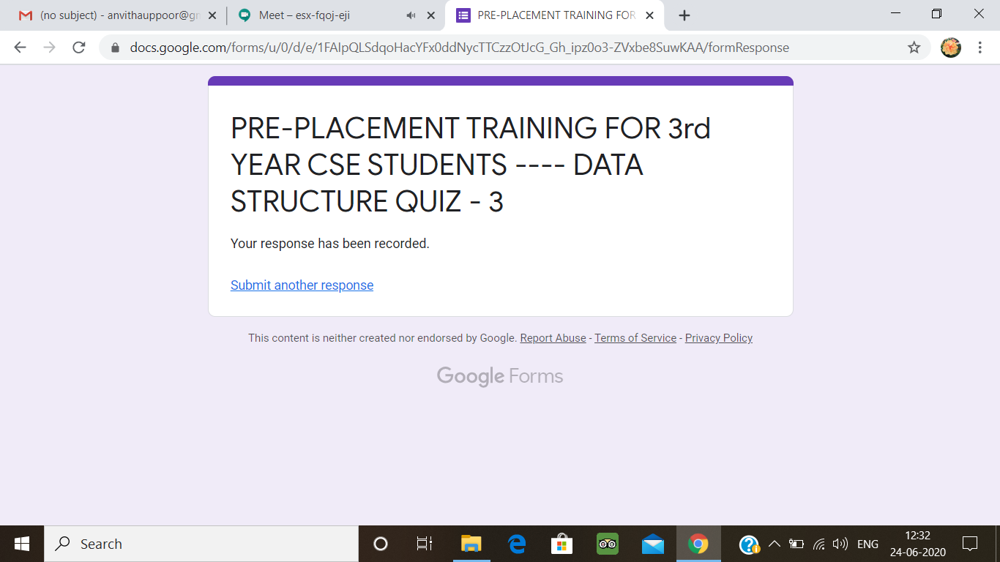 (no subject) - anvithauppoor@gm
Meet – esx-fqoj-eji
PRE-PLACEMENT TRAINING FOR
docs.google.com/forms/u/0/d/e/1FAIpQLSdqoHacYFx0ddNycTTCzzOtJcG_Gh_ipz0o3-ZVxbe8SuwKAA/formResponse
PRE-PLACEMENT TRAINING FOR 3rd
YEAR CSE STUDENTS ---- DATA
STRUCTURE QUIZ - 3
Your response has been recorded.
Submit another response
This content is neither created nor endorsed by Google. Report Abuse - Terms of Service - Privacy Policy
Google Forms
Search
ENG
12:32
24-06-2020